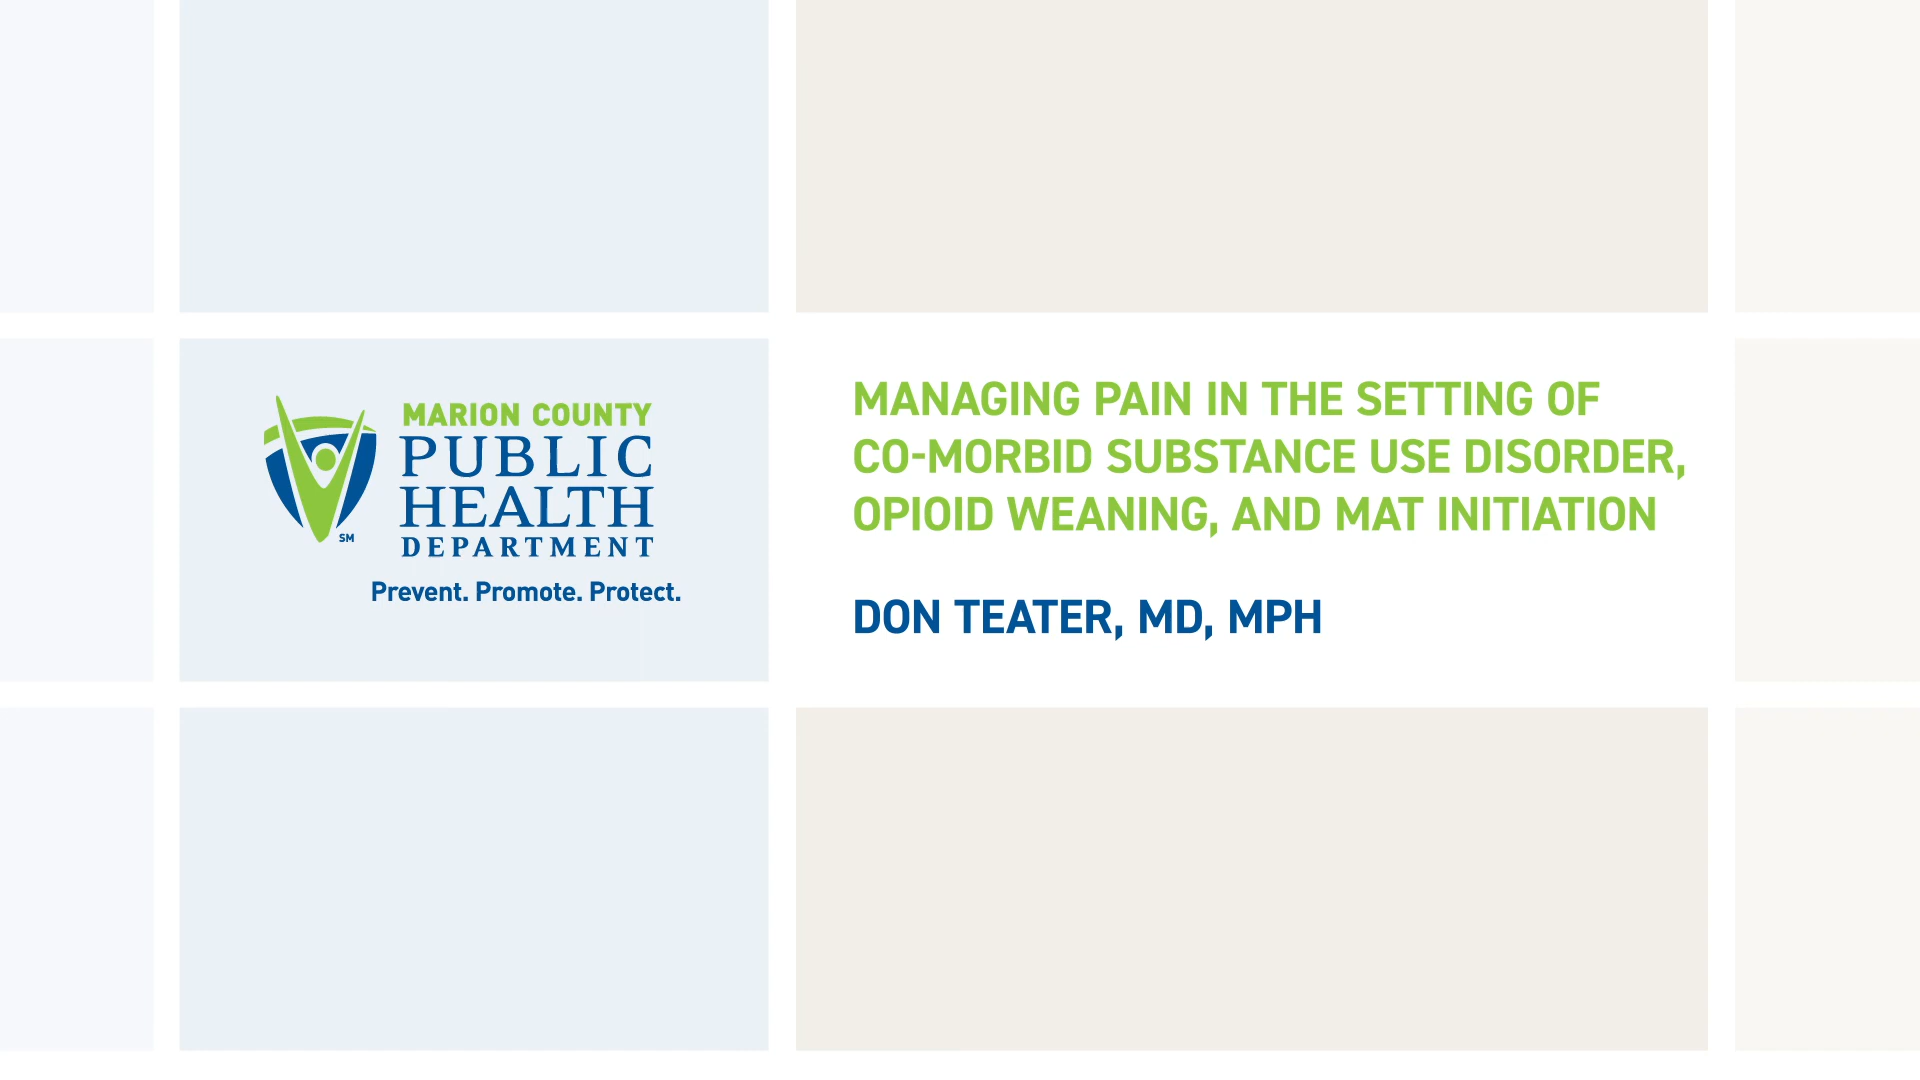 MARION COUNTY
PUBLIC
HEALTH
DEPARTMENT
SM
Prevent. Promote. Protect.
MANAGING PAIN IN THE SETTING OF
CO-MORBID SUBSTANCE USE DISORDER,
OPIOID WEANING, AND MAT INITIATION
DON TEATER, MD, MPH